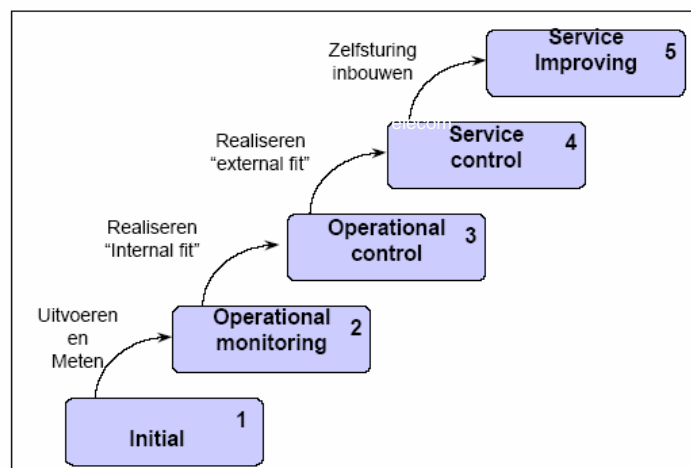 Zelfsturing
inbouwen
Service
Improving
5
elecom
Realiseren
“external fit”
Service
control
4
Realiseren
“Internal fit”
Operational
control
3
Uitvoeren
en
Meten
Operational
monitoring
2
Initial
1